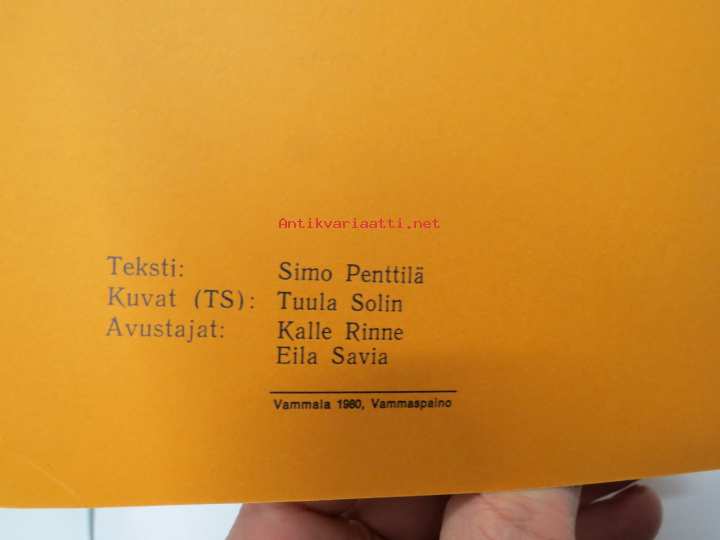 Antikvariaatti.net
Teksti: Simo Penttilä
Kuvat (TS): Tuula Solin
Avustajat: Kalle Rinne
Eila Savia
Vammala 1980, Vammaspaino